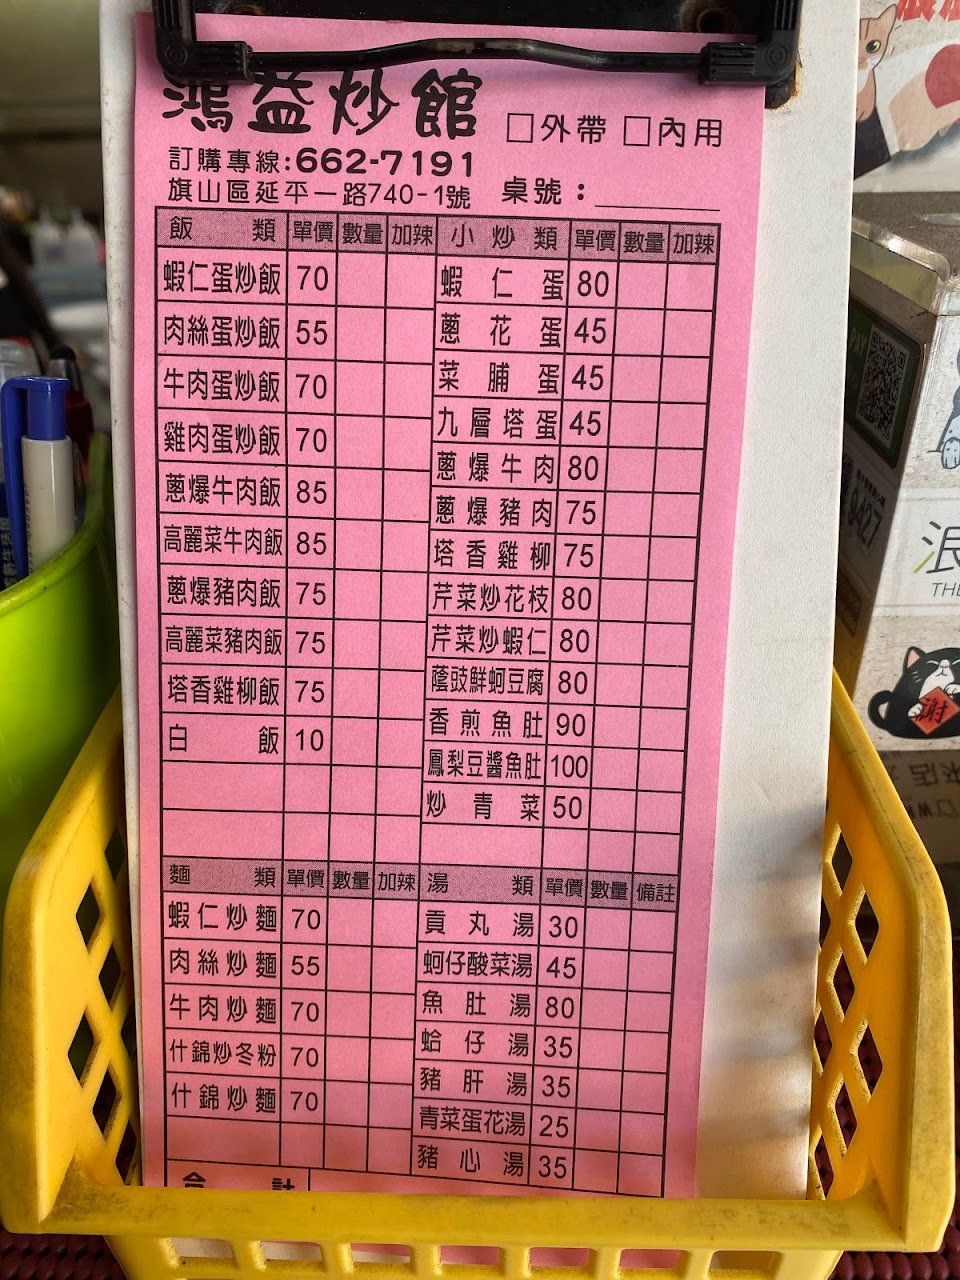 鴻益炒館
□外帶 □內用
訂購專線:662-7191
旗山區延平一路740-1號
桌號：
飯類 單價 數量 加辣
蝦仁蛋炒飯 70
肉絲蛋炒飯 55
牛肉蛋炒飯 70
雞肉蛋炒飯 70
蔥爆牛肉飯 85
高麗菜牛肉飯 85
蔥爆豬肉飯 75
高麗菜豬肉飯 75
塔香雞柳飯 75
白飯 10
小炒類 單價 數量 加辣
蝦仁蛋 80
蔥花蛋 45
菜脯蛋 45
九層塔蛋 45
蔥爆牛肉 80
蔥爆豬肉 75
塔香雞柳 75
芹菜炒花枝 80
芹菜炒蝦仁 80
蔭豉鮮蚵豆腐 80
香煎魚肚 90
鳳梨豆醬魚肚 100
炒青菜 50
麵類 單價 數量 加辣
蝦仁炒麵 70
肉絲炒麵 55
牛肉炒麵 70
什錦炒冬粉 70
什錦炒麵 70
合計
湯類 單價 數量 備註
貢丸湯 30
蚵仔酸菜湯 45
魚肚湯 80
蛤仔湯 35
豬肝湯 35
青菜蛋花湯 25
豬心湯 35
9427
浪
THE
謝